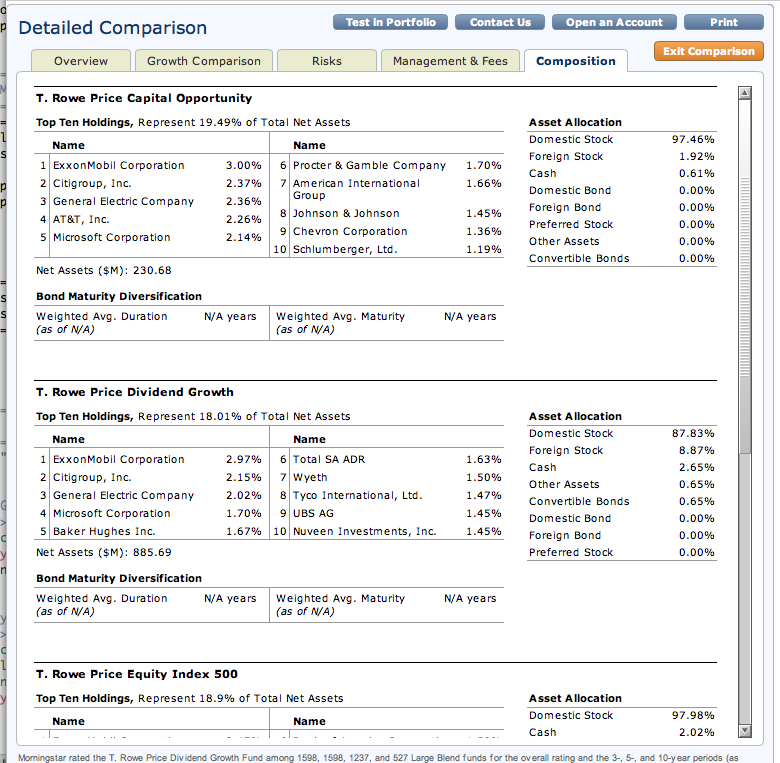 Detailed Comparison
Test in Portfolio Contact Us Open an Account Print
Exit Comparison
Overview Growth Comparison Risks Management & Fees Composition
T. Rowe Price Capital Opportunity
Top Ten Holdings, Represent 19.49% of Total Net Assets
Name Name
1 ExxonMobil Corporation 3.00% 6 Procter & Gamble Company 1.70%
2 Citigroup, Inc. 2.37% 7 American International Group 1.66%
3 General Electric Company 2.36%
4 AT&T, Inc. 2.26% 8 Johnson & Johnson 1.45%
5 Microsoft Corporation 2.14% 9 Chevron Corporation 1.36%
10 Schlumberger, Ltd. 1.19%
Asset Allocation
Domestic Stock 97.46%
Foreign Stock 1.92%
Cash 0.61%
Domestic Bond 0.00%
Foreign Bond 0.00%
Preferred Stock 0.00%
Other Assets 0.00%
Convertible Bonds 0.00%
Net Assets ($M): 230.68
Bond Maturity Diversification
Weighted Avg. Duration N/A years Weighted Avg. Maturity N/A years
(as of N/A) (as of N/A)
T. Rowe Price Dividend Growth
Top Ten Holdings, Represent 18.01% of Total Net Assets
Name Name
1 ExxonMobil Corporation 2.97% 6 Total SA ADR 1.63%
2 Citigroup, Inc. 2.15% 7 Wyeth 1.50%
3 General Electric Company 2.02% 8 Tyco International, Ltd. 1.47%
4 Microsoft Corporation 1.70% 9 UBS AG 1.45%
5 Baker Hughes Inc. 1.67% 10 Nuveen Investments, Inc. 1.45%
Asset Allocation
Domestic Stock 87.83%
Foreign Stock 8.87%
Cash 2.65%
Other Assets 0.65%
Convertible Bonds 0.65%
Domestic Bond 0.00%
Foreign Bond 0.00%
Preferred Stock 0.00%
Net Assets ($M): 885.69
Bond Maturity Diversification
Weighted Avg. Duration N/A years Weighted Avg. Maturity N/A years
(as of N/A) (as of N/A)
T. Rowe Price Equity Index 500
Top Ten Holdings, Represent 18.9% of Total Net Assets
Name Name
Asset Allocation
Domestic Stock 97.98%
Cash 2.02%
Morningstar rated the T. Rowe Price Dividend Growth Fund among 1598, 1598, 1237, and 527 Large Blend funds for the overall rating and the 3-, 5-, and 10-year periods (as